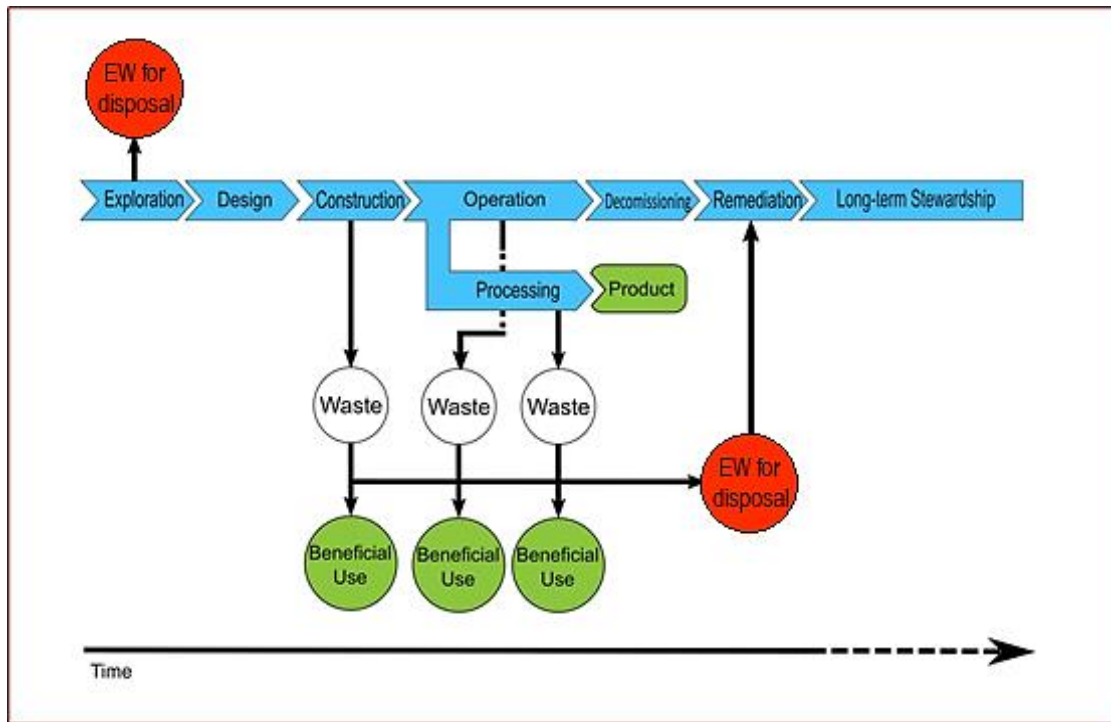 EW for
disposal
Exploration
Design
Construction
Operation
Decomissioning
Remediation
Long-term Stewardship
Processing
Product
Waste
Waste
Waste
EW for
disposal
Beneficial
Use
Beneficial
Use
Beneficial
Use
Time